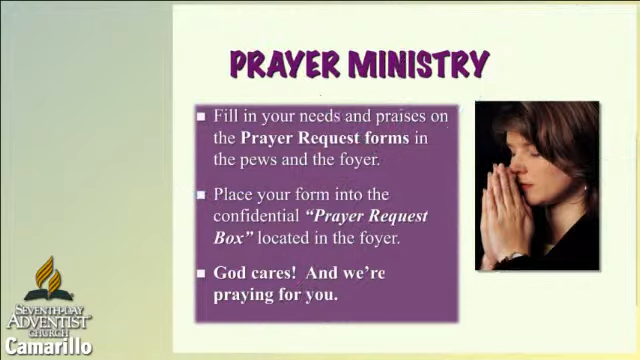 PRAYER MINISTRY
Fill in your needs and praises on
the Prayer Request forms in
the pews and the foyer.
Place your form into the
confidential “Prayer Request
Box” located in the foyer.
God cares! And we’re
praying for you.
SEVENTH-DAY
ADVENTIST®
CHURCH
Camarillo